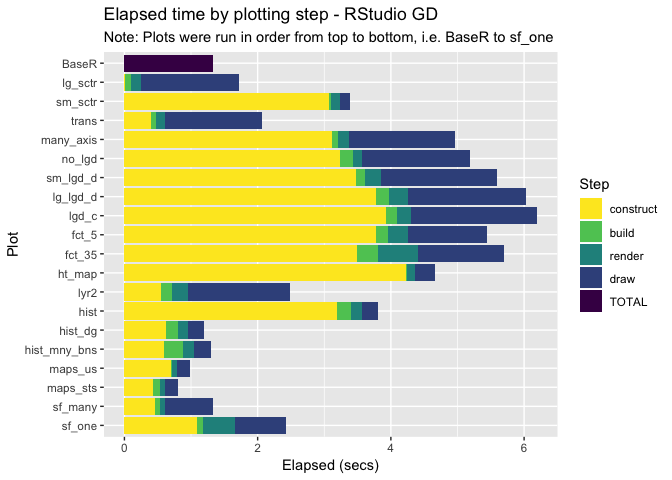 Elapsed time by plotting step - RStudio GD
Note: Plots were run in order from top to bottom, i.e. BaseR to sf_one
BaseR
lg_sctr
sm_sctr
trans
many_axis
no_lgd
sm_lgd_d
lg_lgd_d
lgd_c
fct_5
fct_35
ht_map
lyr2
hist
hist_dg
hist_mny_bns
maps_us
maps_sts
sf_many
sf_one
Plot
0 2 4 6
Elapsed (secs)
Step
construct
build
render
draw
TOTAL